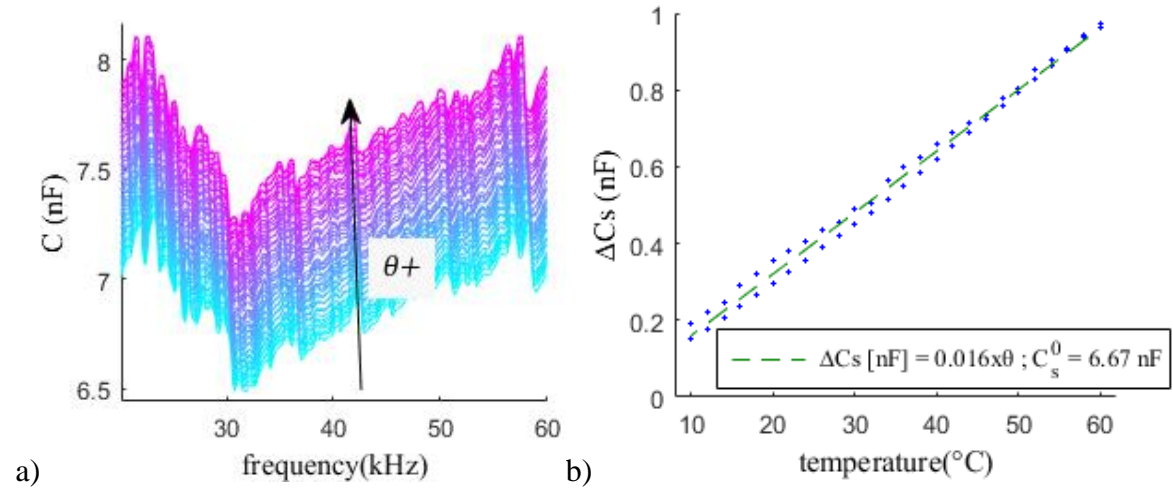 C (nF)
8
7.5
7
6.5
30
40
50
60
frequency(kHz)
θ+
a)
ΔCs (nF)
1
0.8
0.6
0.4
0.2
0
10
20
30
40
50
60
temperature(°C)
ΔCs [nF] = 0.016xθ ; C_s^0 = 6.67 nF
b)